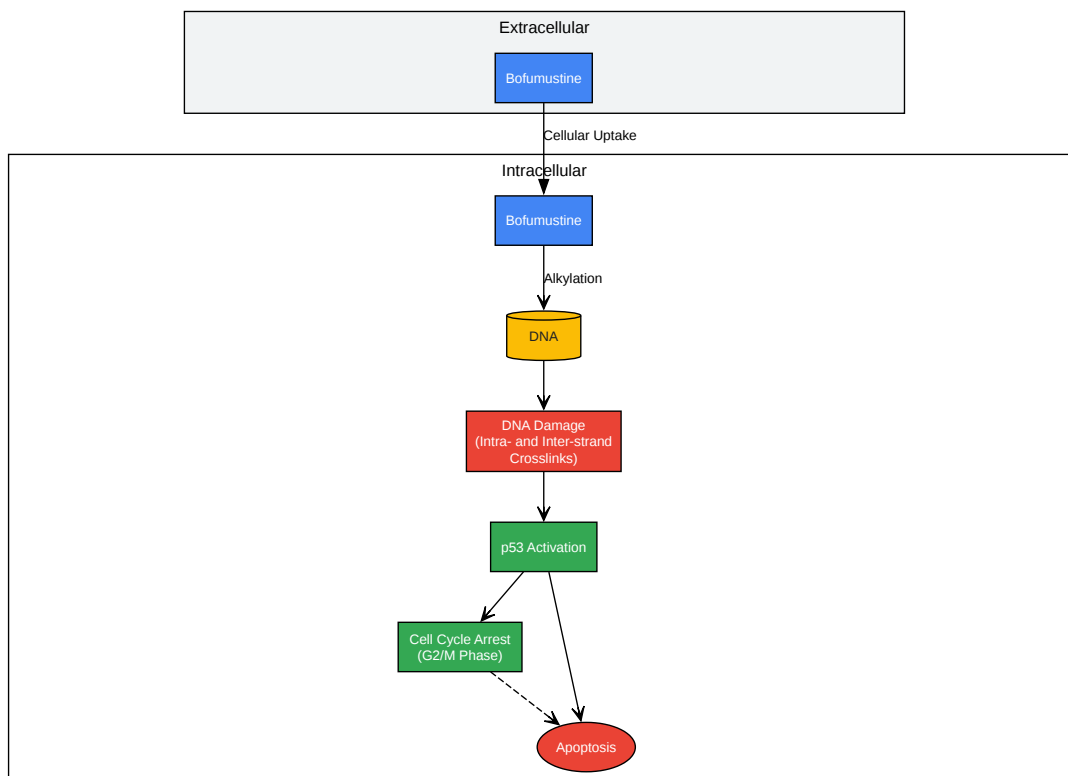 Extracellular
Bofumustine
Cellular Uptake
Intracellular
Bofumustine
Alkylation
DNA
DNA Damage
(Intra- and Inter-strand
Crosslinks)
p53 Activation
Cell Cycle Arrest
(G2/M Phase)
Apoptosis